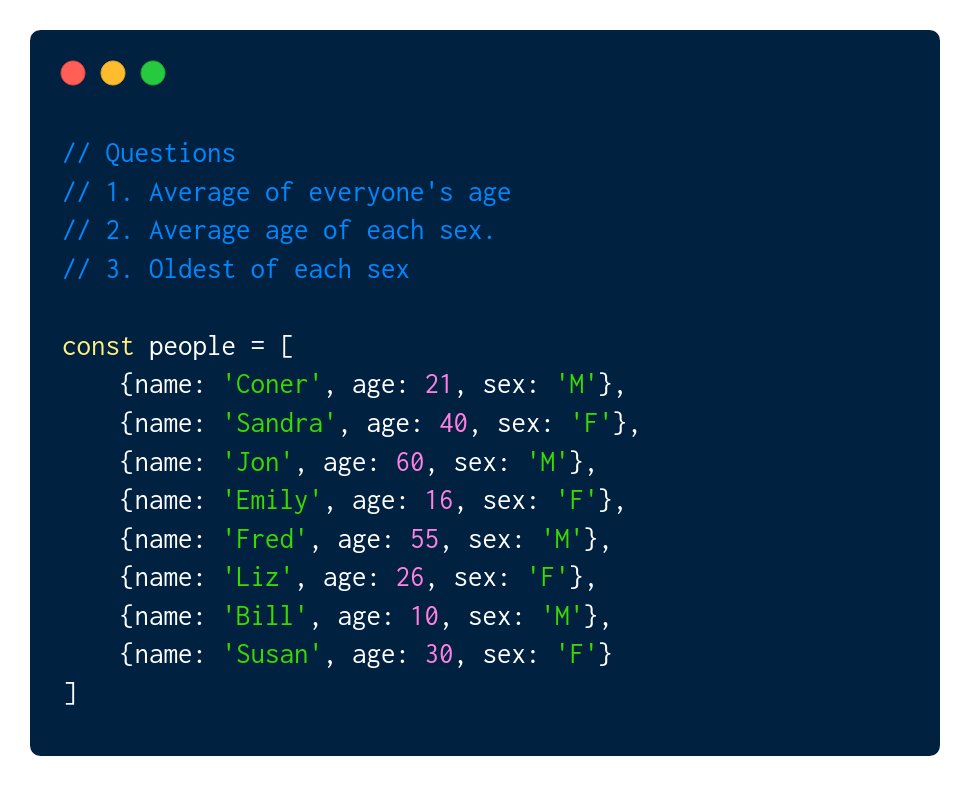 // Questions
// 1. Average of everyone's age
// 2. Average age of each sex.
// 3. Oldest of each sex
const people = [
    {name: 'Coner', age: 21, sex: 'M'},
    {name: 'Sandra', age: 40, sex: 'F'},
    {name: 'Jon', age: 60, sex: 'M'},
    {name: 'Emily', age: 16, sex: 'F'},
    {name: 'Fred', age: 55, sex: 'M'},
    {name: 'Liz', age: 26, sex: 'F'},
    {name: 'Bill', age: 10, sex: 'M'},
    {name: 'Susan', age: 30, sex: 'F'}
]